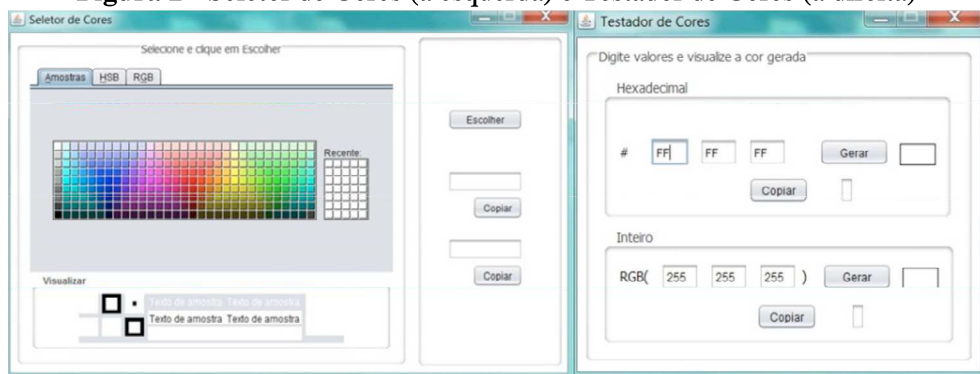 Figura 2 - Seletor de Cores (à esquerda) e Testador de Cores (à direita)
Seletor de Cores
Selecione e clique em Escolher
Amostras HSB RGB
Recente:
Visualizar
Texto de amostra Texto de amostra
Texto de amostra Texto de amostra
Escolher
Copiar
Copiar
Testador de Cores
Digite valores e visualize a cor gerada
Hexadecimal
# FF FF FF Gerar
Copiar
Inteiro
RGB( 255 255 255 ) Gerar
Copiar